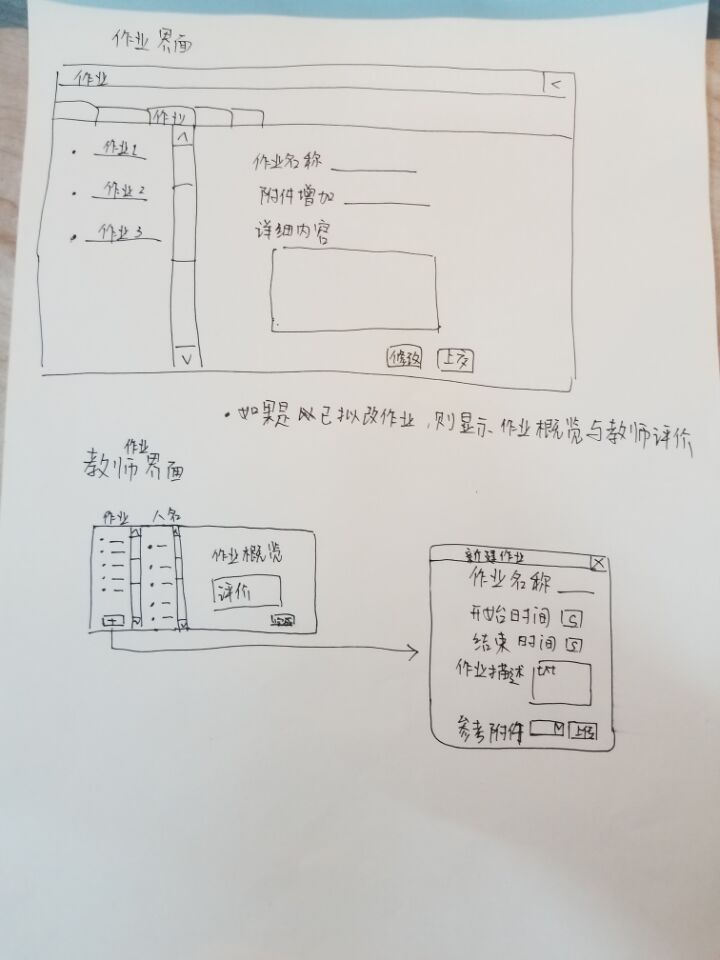 作业界面
作业 <
作业
作业1
作业2
作业3
作业名称
附件增加
详细内容
修改 上交
·如果是已批改作业,则显示作业概览与教师评价
作业
教师界面
作业 人名
作业概览
评价
+
新建作业 X
作业名称
开始时间 S
结束时间 S
作业描述 txt
参考附件 M 上传